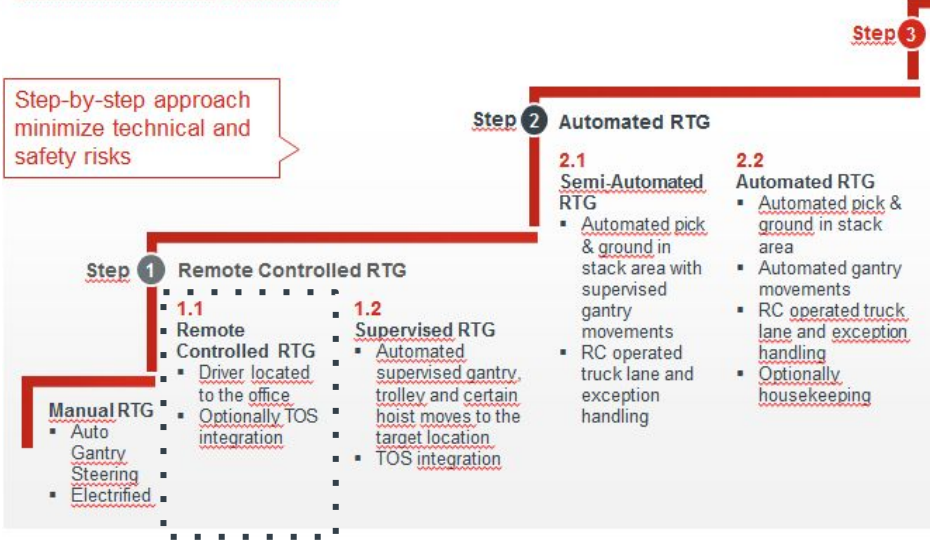 Step 3
Step-by-step approach
minimize technical and
safety risks
Step 2 Automated RTG
2.1
Semi-Automated
RTG
▪ Automated pick
& ground in
stack area with
supervised
gantry
movements
▪ RC operated
truck lane and
exception
handling
2.2
Automated RTG
▪ Automated pick &
ground in stack
area
▪ Automated gantry
movements
▪ RC operated truck
lane and exception
handling
▪ Optionally
housekeeping
Step 1 Remote Controlled RTG
1.1
Remote
Controlled RTG
▪ Driver located
to the office
▪ Optionally TOS
integration
1.2
Supervised RTG
▪ Automated
supervised gantry,
trolley and certain
hoist moves to the
target location
▪ TOS integration
Manual RTG
▪ Auto
Gantry
Steering
▪ Electrified